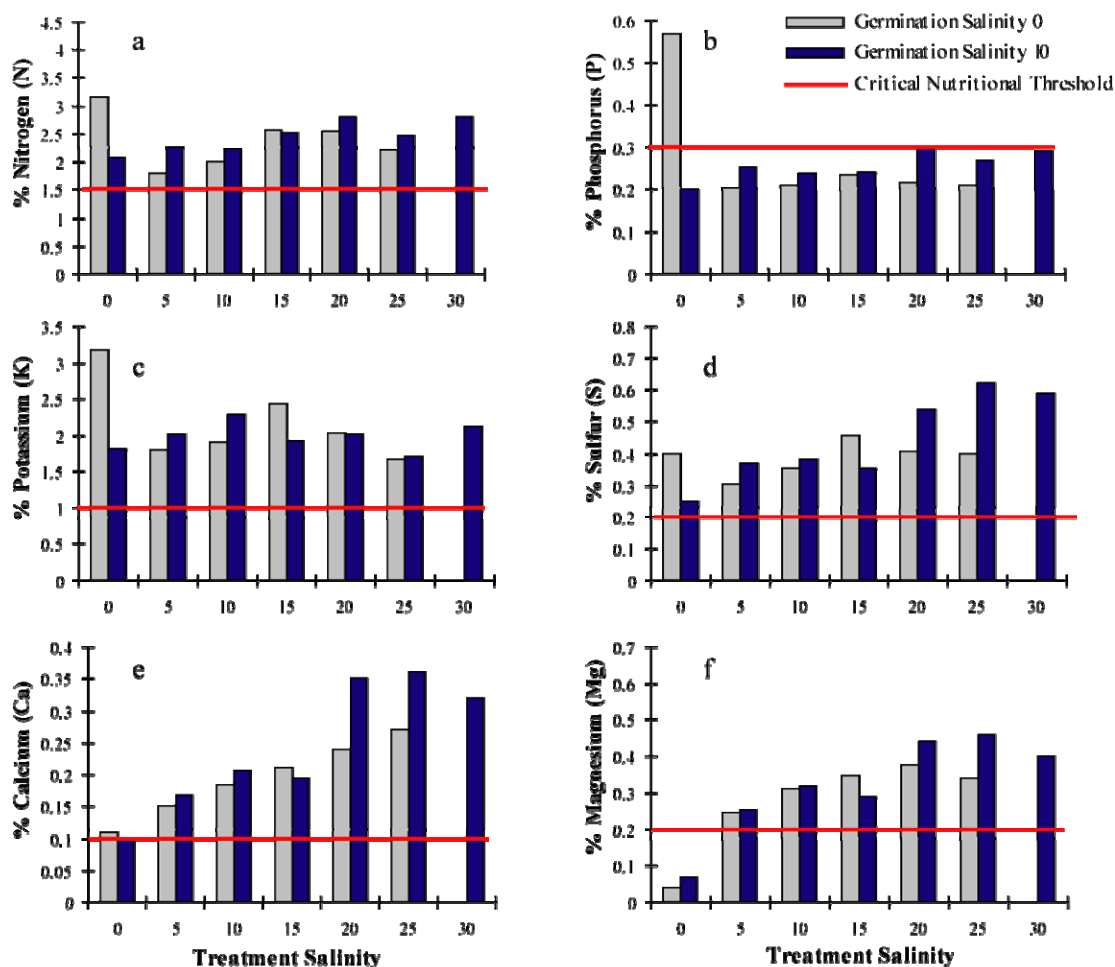 a
% Nitrogen (N)
4.5
4
3.5
3
2.5
2
1.5
1
0.5
0
0 5 10 15 20 25 30
b
Germination Salinity 0
Germination Salinity 10
Critical Nutritional Threshold
% Phosphorus (P)
0.6
0.5
0.4
0.3
0.2
0.1
0
0 5 10 15 20 25 30
c
% Potassium (K)
3.5
3
2.5
2
1.5
1
0.5
0
0 5 10 15 20 25 30
d
% Sulfur (S)
0.8
0.7
0.6
0.5
0.4
0.3
0.2
0.1
0
0 5 10 15 20 25 30
e
% Calcium (Ca)
0.4
0.35
0.3
0.25
0.2
0.15
0.1
0.05
0
0 5 10 15 20 25 30
Treatment Salinity
f
% Magnesium (Mg)
0.7
0.6
0.5
0.4
0.3
0.2
0.1
0
0 5 10 15 20 25 30
Treatment Salinity